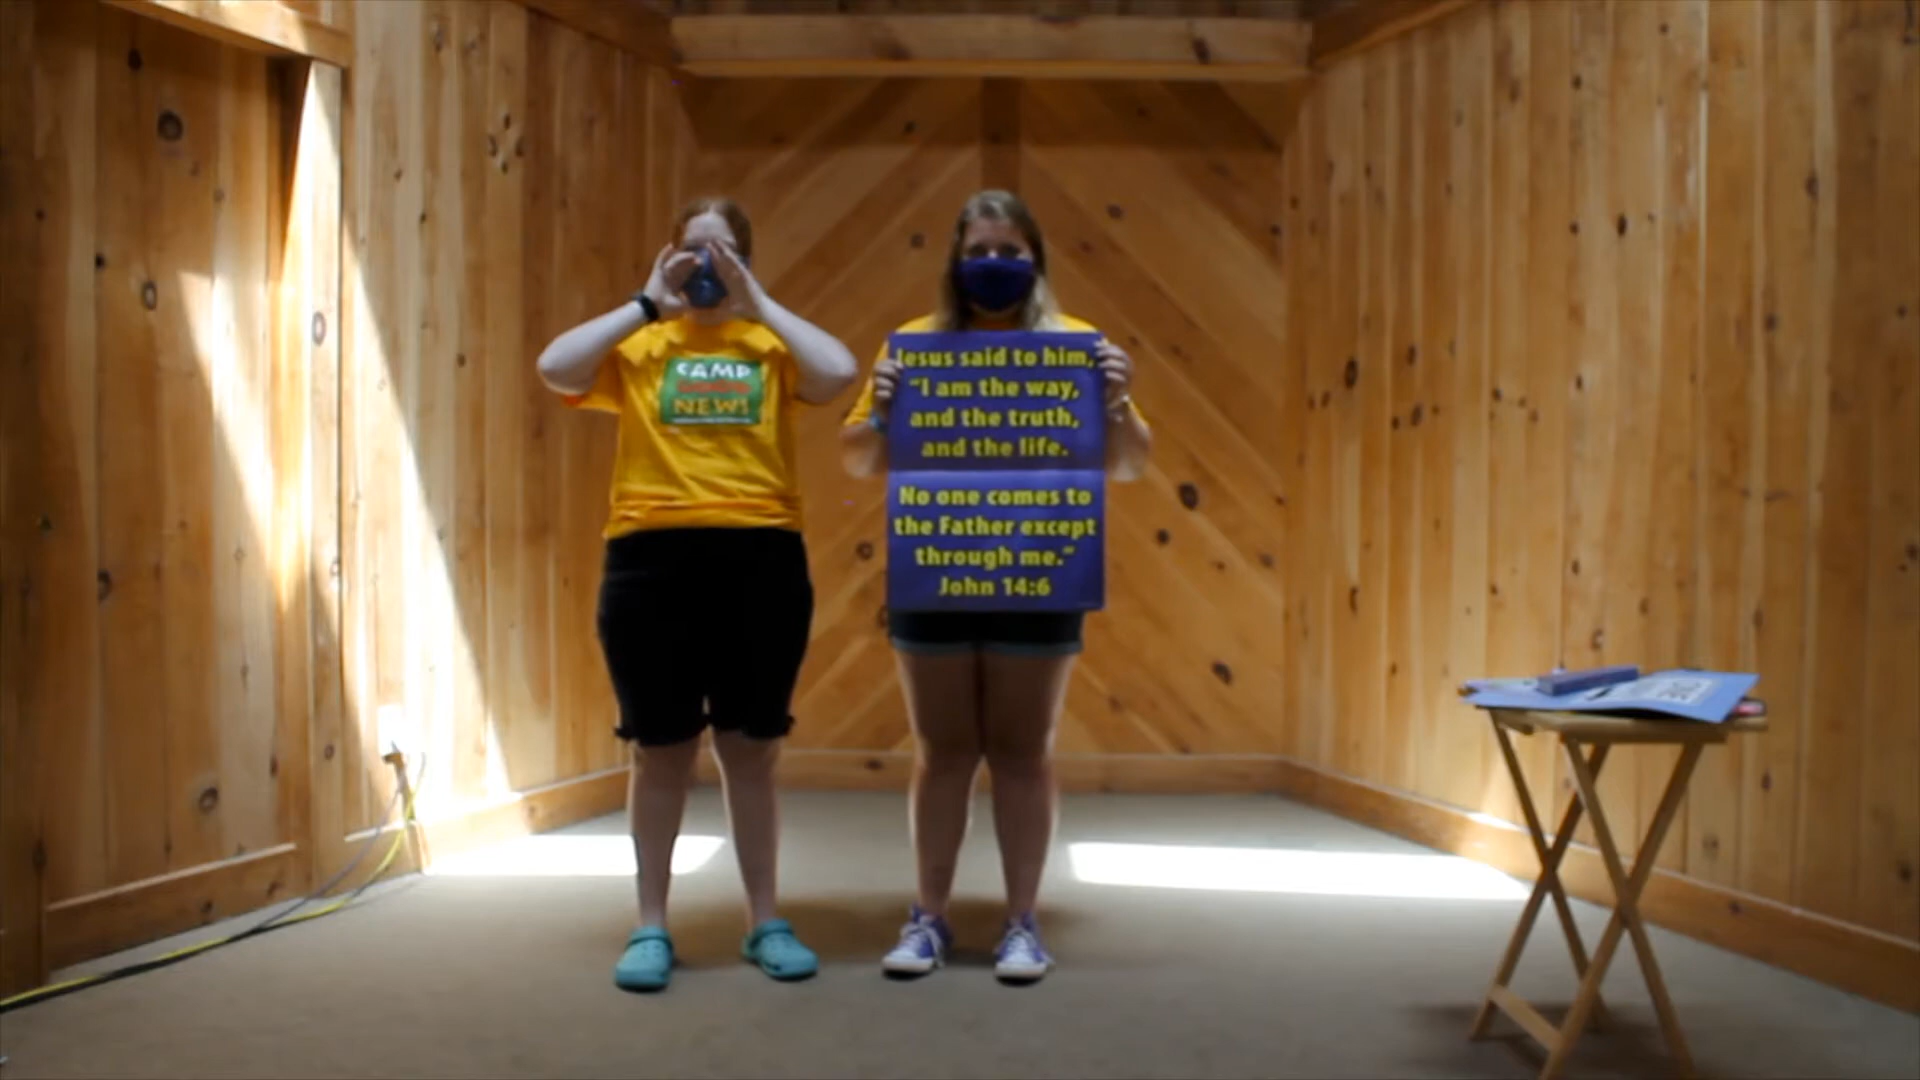 CAMP
NEW!
Jesus said to him,
"I am the way,
and the truth,
and the life.
No one comes to
the Father except
through me."
John 14:6